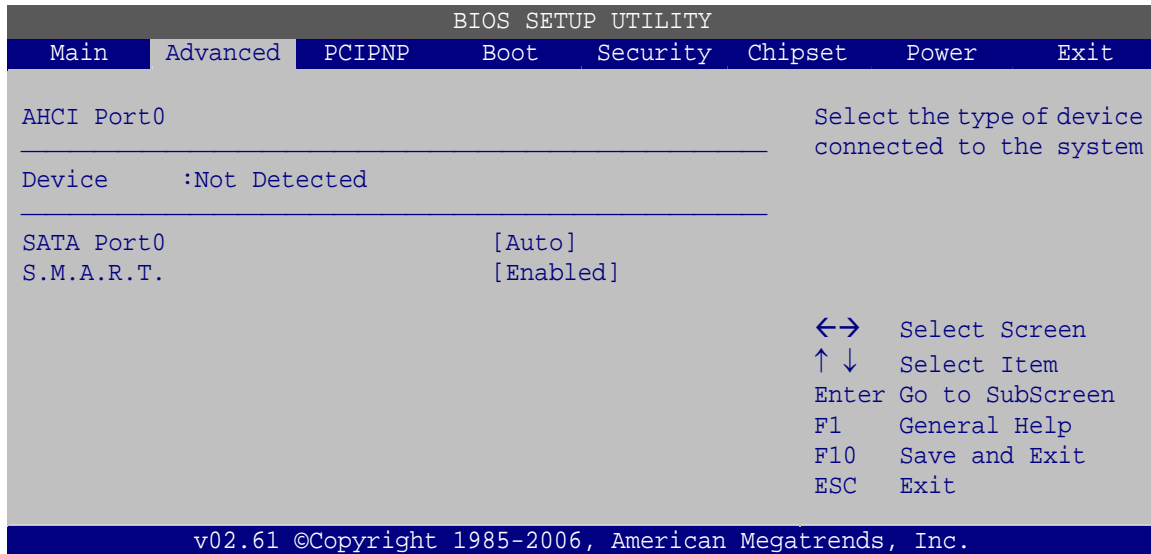 BIOS SETUP UTILITY
Main Advanced PCIPNP Boot Security Chipset Power Exit
AHCI Port0
Device :Not Detected
SATA Port0 [Auto]
S.M.A.R.T. [Enabled]
Select the type of device
connected to the system
←→ Select Screen
↑ ↓ Select Item
Enter Go to SubScreen
F1 General Help
F10 Save and Exit
ESC Exit
v02.61 ©Copyright 1985-2006, American Megatrends, Inc.